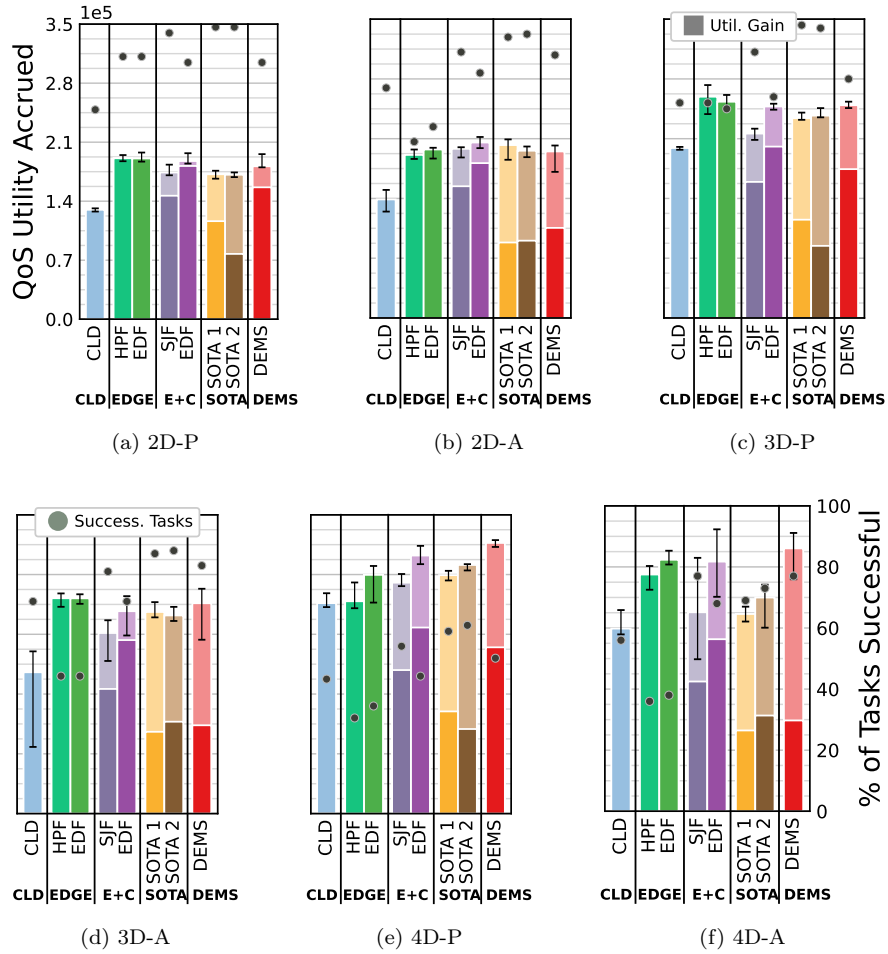 1e5
Util. Gain
QoS Utility Accrued
3.5
2.8
2.1
1.4
0.7
0.0
CLD HPF EDF SJF EDF SOTA 1 SOTA 2 DEMS
CLD EDGE E+C SOTA DEMS
(a) 2D-P
CLD HPF EDF SJF EDF SOTA 1 SOTA 2 DEMS
CLD EDGE E+C SOTA DEMS
(b) 2D-A
CLD HPF EDF SJF EDF SOTA 1 SOTA 2 DEMS
CLD EDGE E+C SOTA DEMS
(c) 3D-P
Success. Tasks
CLD HPF EDF SJF EDF SOTA 1 SOTA 2 DEMS
CLD EDGE E+C SOTA DEMS
(d) 3D-A
CLD HPF EDF SJF EDF SOTA 1 SOTA 2 DEMS
CLD EDGE E+C SOTA DEMS
(e) 4D-P
100
80
60
40
20
0
% of Tasks Successful
CLD HPF EDF SJF EDF SOTA 1 SOTA 2 DEMS
CLD EDGE E+C SOTA DEMS
(f) 4D-A